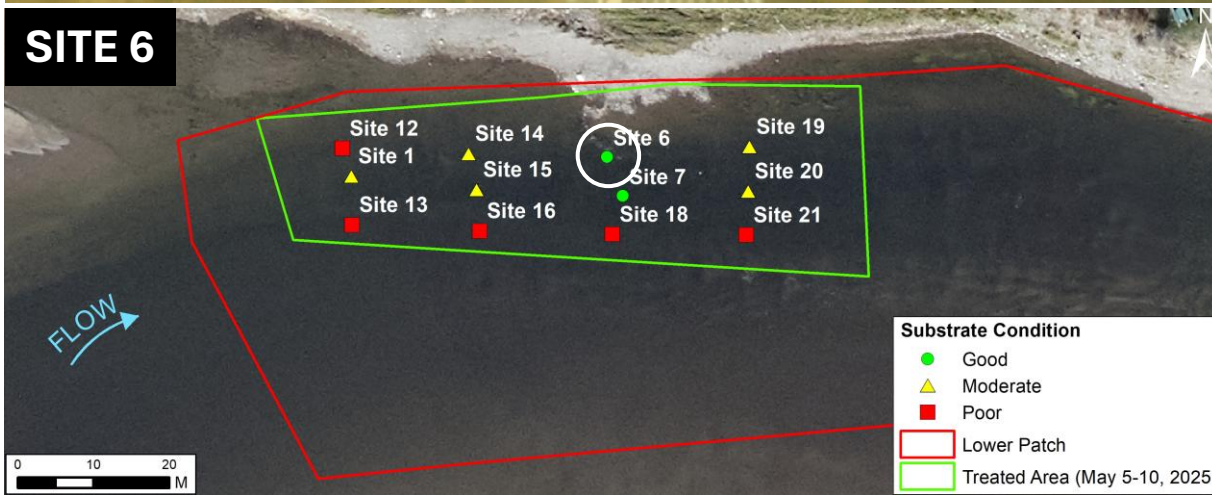 SITE 6
N
Site 12
Site 14
Site 6
Site 19
Site 1
Site 15
Site 7
Site 20
Site 13
Site 16
Site 18
Site 21
FLOW
Substrate Condition
Good
Moderate
Poor
Lower Patch
Treated Area (May 5-10, 2025
0 10 20
M